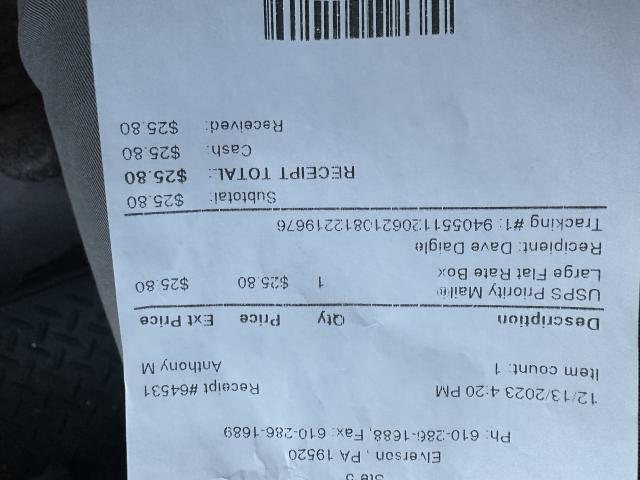 Ste 5
Elverson , PA 19520
Ph: 610-286-1688, Fax: 610-286-1689
12/13/2023 4:20 PM Receipt #64531
Item count: 1 Anthony M
Description Qty Price Ext Price
USPS Priority Mail® 1 $25.80 $25.80
Large Flat Rate Box
Recipient: Dave Daigle
Tracking #1: 9405511206210812219676
Subtotal: $25.80
RECEIPT TOTAL: $25.80
Cash: $25.80
Received: $25.80